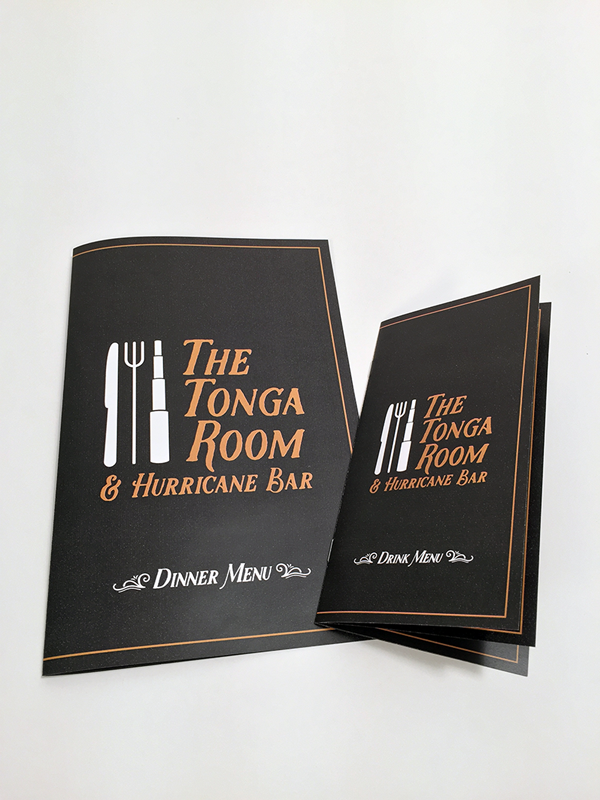 The
Tonga
Room
& Hurricane Bar
Dinner Menu
The
Tonga
Room
& Hurricane Bar
Drink Menu